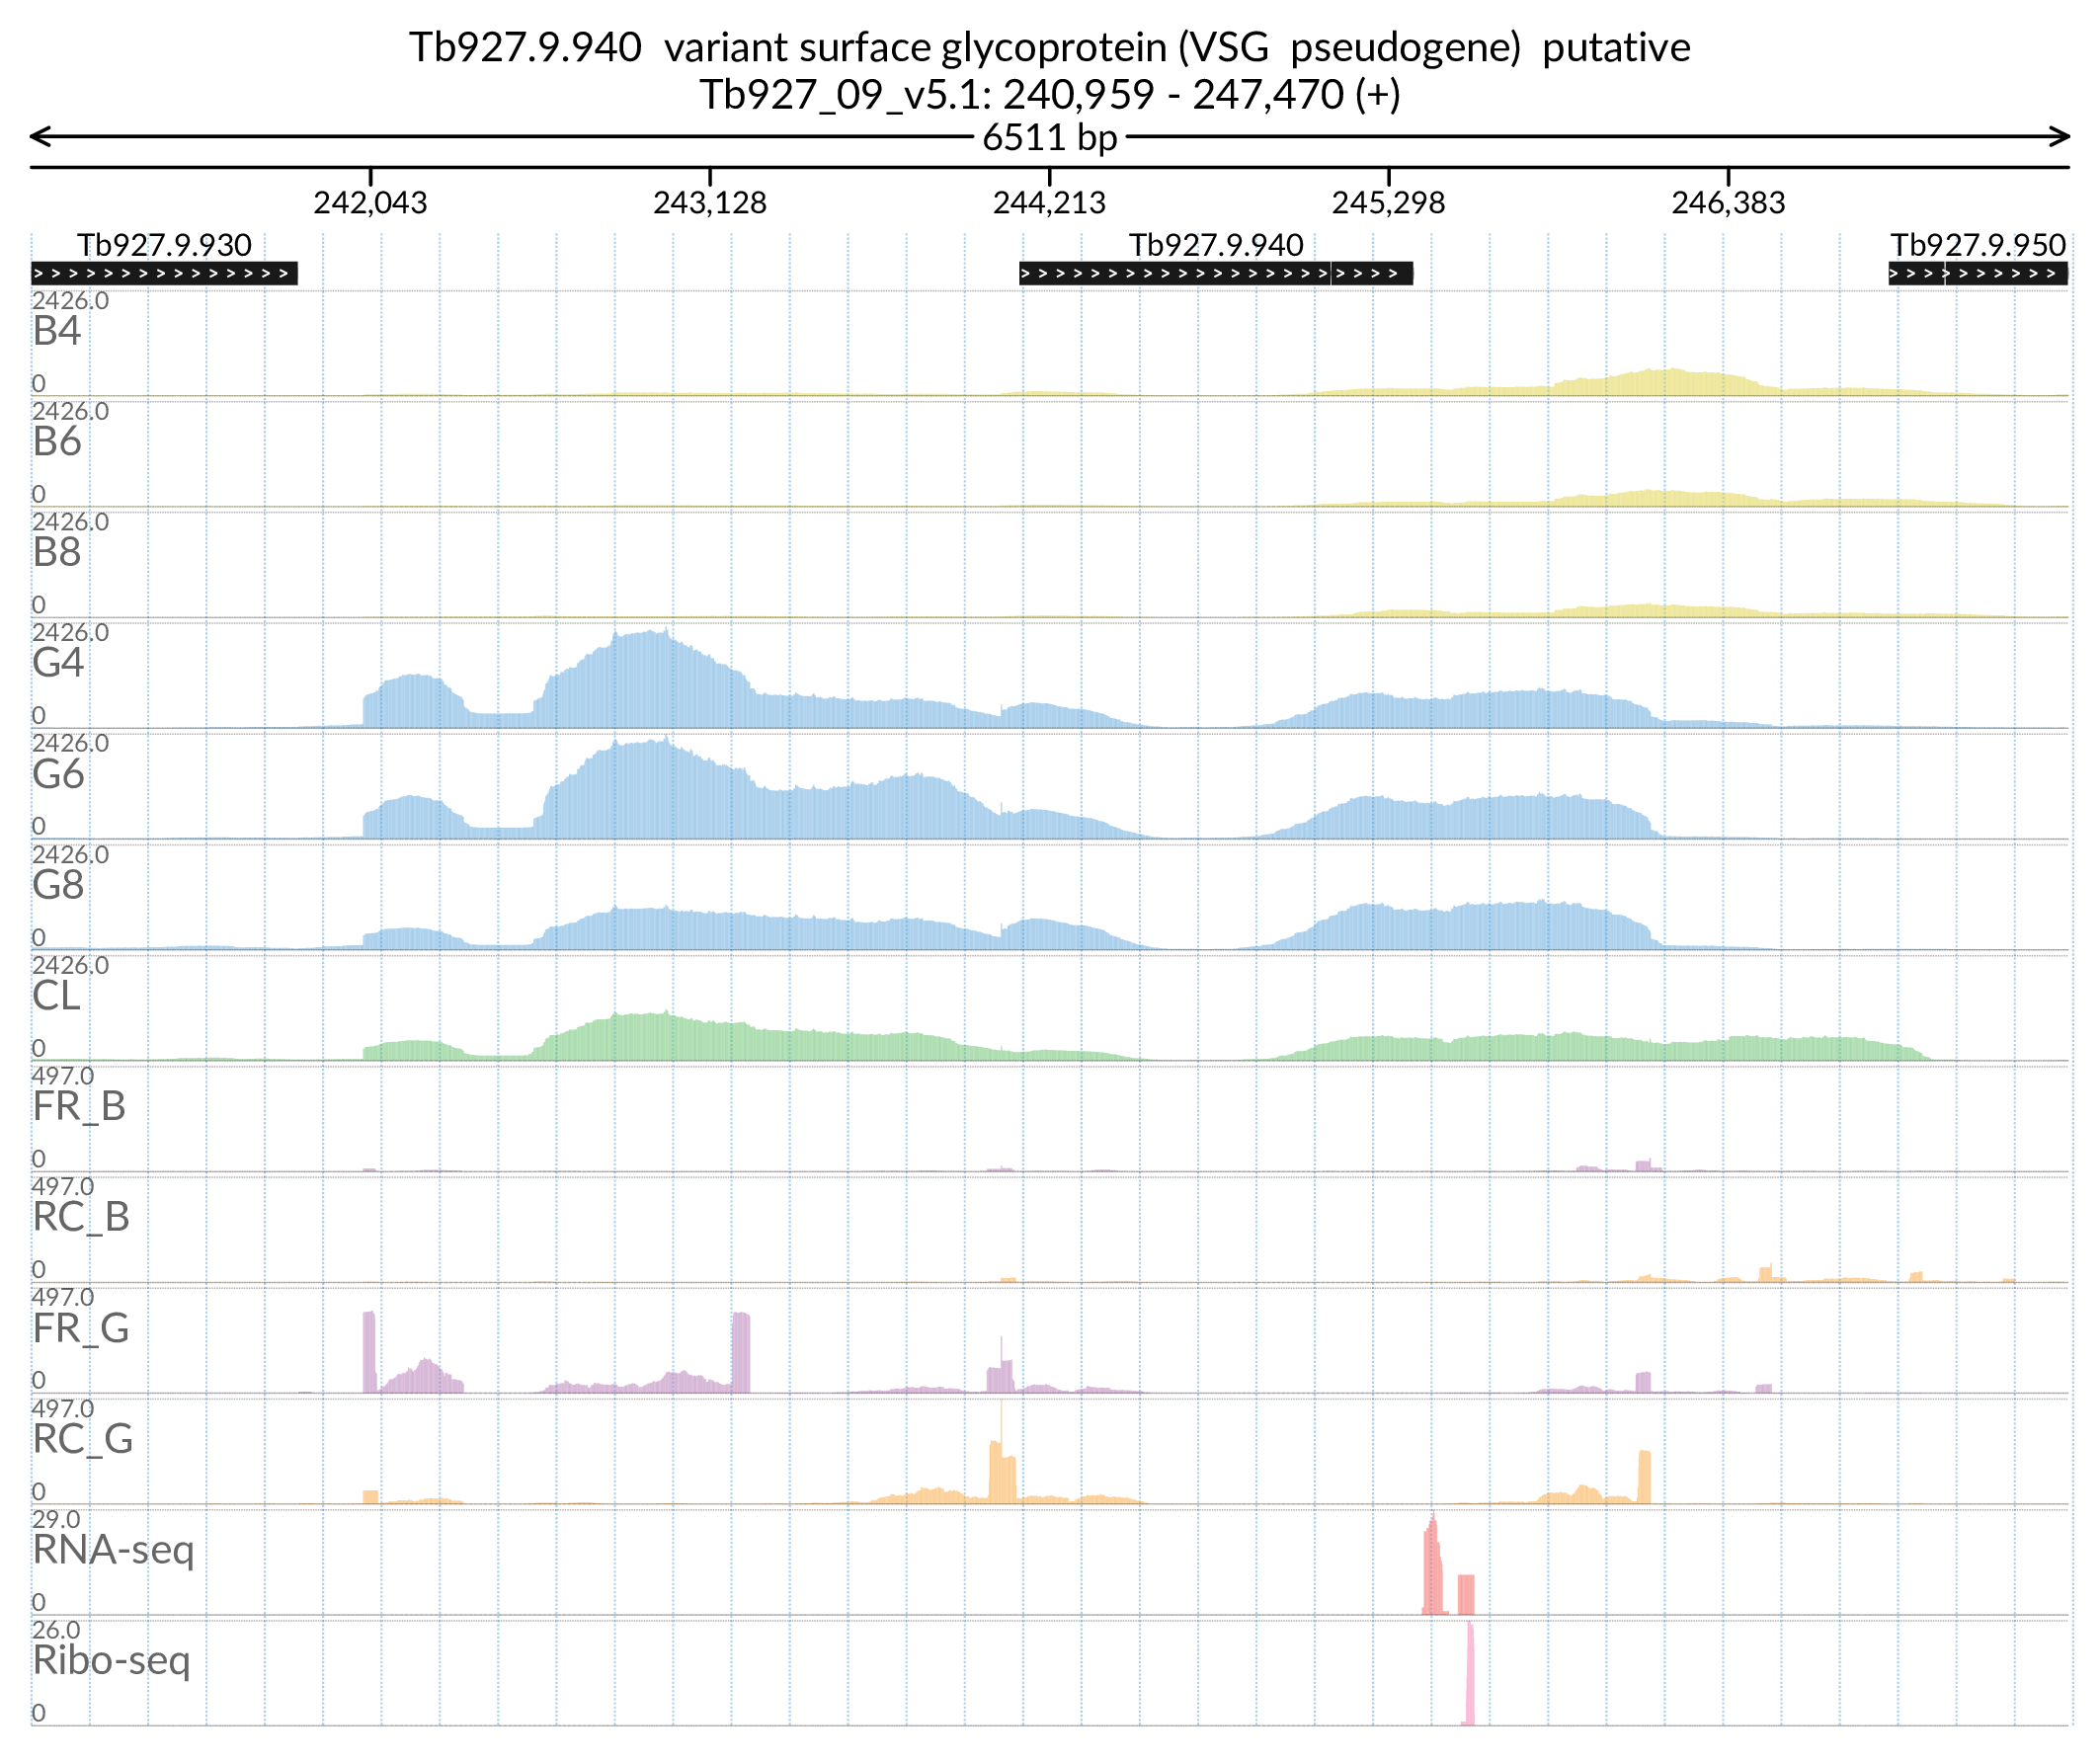 Tb927.9.940  variant surface glycoprotein (VSG  pseudogene)  putative
Tb927_09_v5.1: 240,959 - 247,470 (+)
6511 bp
242,043 243,128 244,213 245,298 246,383
Tb927.9.930 Tb927.9.940 Tb927.9.950
2426.0
B4
0
2426.0
B6
0
2426.0
B8
0
2426.0
G4
0
2426.0
G6
0
2426.0
G8
0
2426.0
CL
0
497.0
FR_B
0
497.0
RC_B
0
497.0
FR_G
0
497.0
RC_G
0
29.0
RNA-seq
0
26.0
Ribo-seq
0